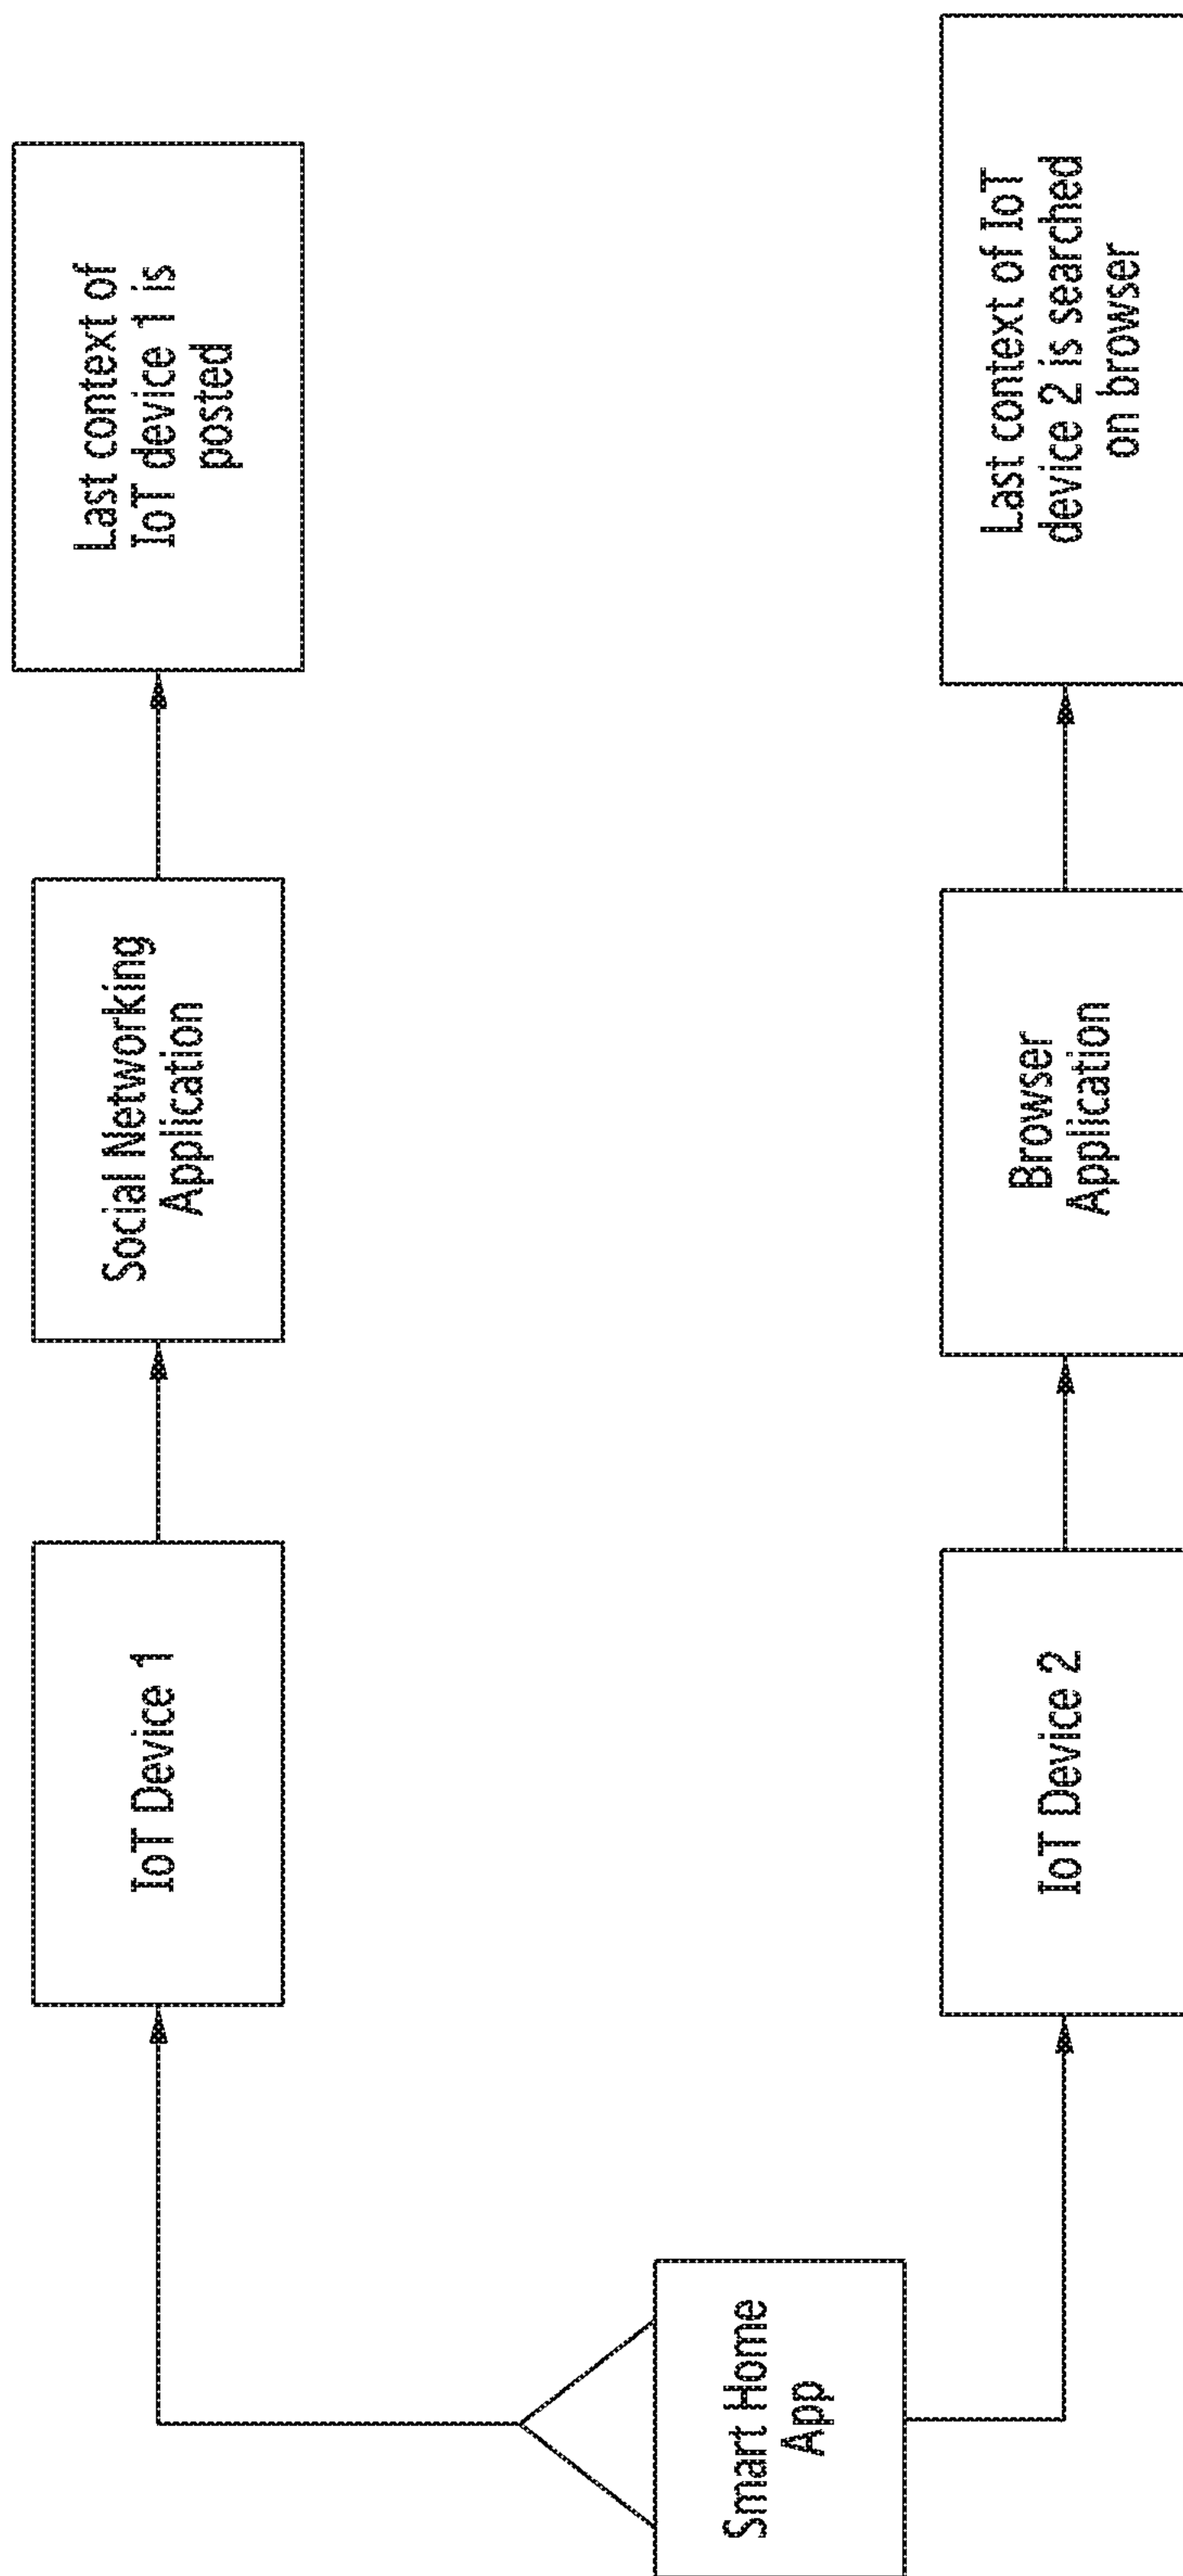 Smart Home
App
IoT Device 1
Social Networking
Application
Last context of
IoT device 1 is
posted
IoT Device 2
Browser
Application
Last context of IoT
device 2 is searched
on browser